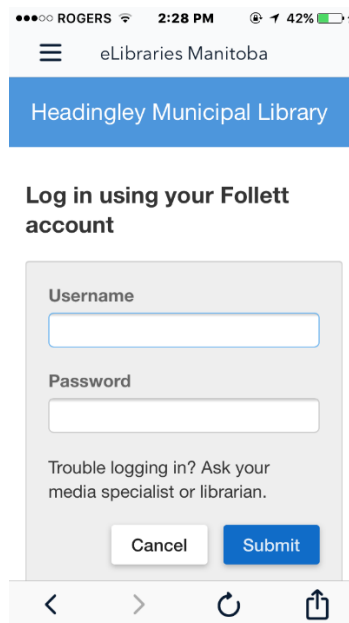 ROGERS 2:28 PM 42%
eLibraries Manitoba
Headingley Municipal Library
Log in using your Follett
account
Username
Password
Trouble logging in? Ask your
media specialist or librarian.
Cancel Submit